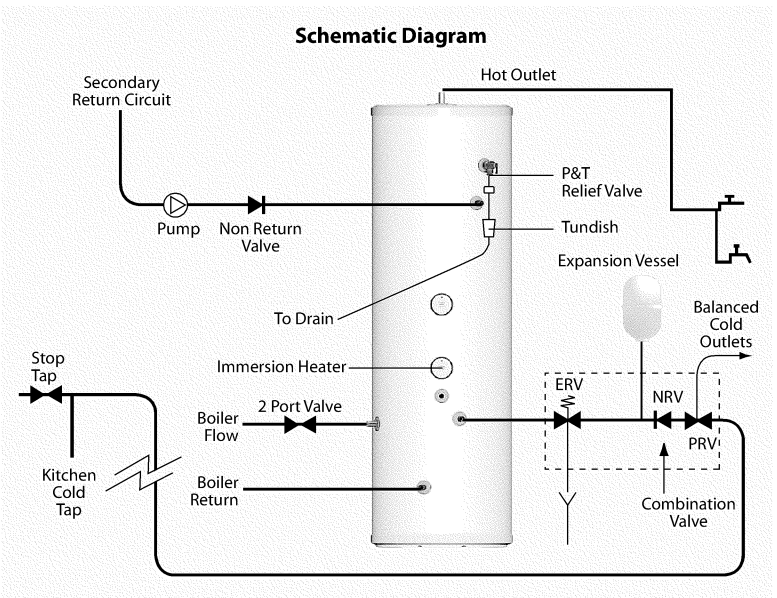 Schematic Diagram
Secondary
Return Circuit
Hot Outlet
P&T
Relief Valve
Pump
Non Return
Valve
Tundish
Expansion Vessel
To Drain
Balanced
Cold
Outlets
Stop
Tap
Immersion Heater
ERV
NRV
2 Port Valve
Boiler
Flow
PRV
Kitchen
Cold
Tap
Boiler
Return
Combination
Valve